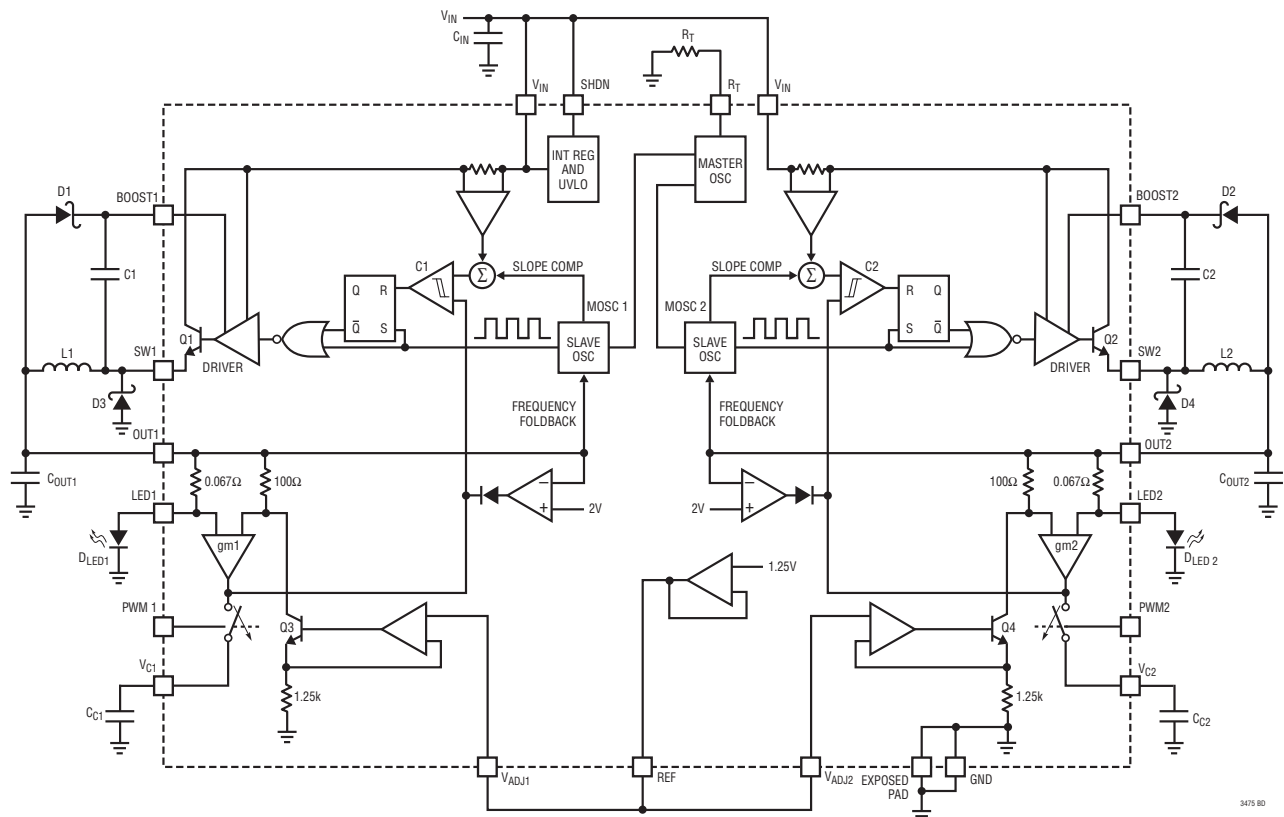 VIN
CIN
RT
VIN
SHDN
RT
VIN
INT REG
AND
UVLO
MASTER
OSC
D1
BOOST1
BOOST2
D2
C1
C1
Σ
SLOPE COMP
SLOPE COMP
Σ
C2
C2
Q
R
Q̅
S
MOSC 1
MOSC 2
R
Q
S
Q̅
SLAVE
OSC
SLAVE
OSC
Q1
DRIVER
DRIVER
Q2
SW1
L1
D3
SW2
L2
D4
FREQUENCY
FOLDBACK
FREQUENCY
FOLDBACK
OUT1
OUT2
COUT1
0.067Ω
100Ω
100Ω
0.067Ω
COUT2
LED1
LED2
−
+
2V
2V
−
+
DLED1
gm1
gm2
DLED 2
1.25V
PWM 1
PWM2
Q3
Q4
VC1
VC2
1.25k
1.25k
CC1
CC2
VADJ1
REF
VADJ2
EXPOSED
PAD
GND
3475 BD